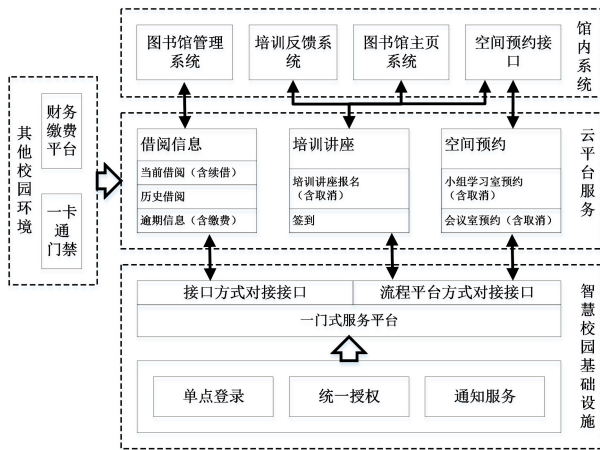 图书馆管理
系统
培训反馈系
统
图书馆主页
系统
空间预约接
口
馆内系统
其他校园环境
财务
缴费
平台
一卡
通
门禁
借阅信息
当前借阅（含续借）
历史借阅
逾期信息（含缴费）
培训讲座
培训讲座报名
（含取消）
签到
空间预约
小组学习室预约
（含取消）
会议室预约（含取消）
云平台服务
接口方式对接接口
流程平台方式对接接口
一门式服务平台
单点登录
统一授权
通知服务
智慧校园基础设施